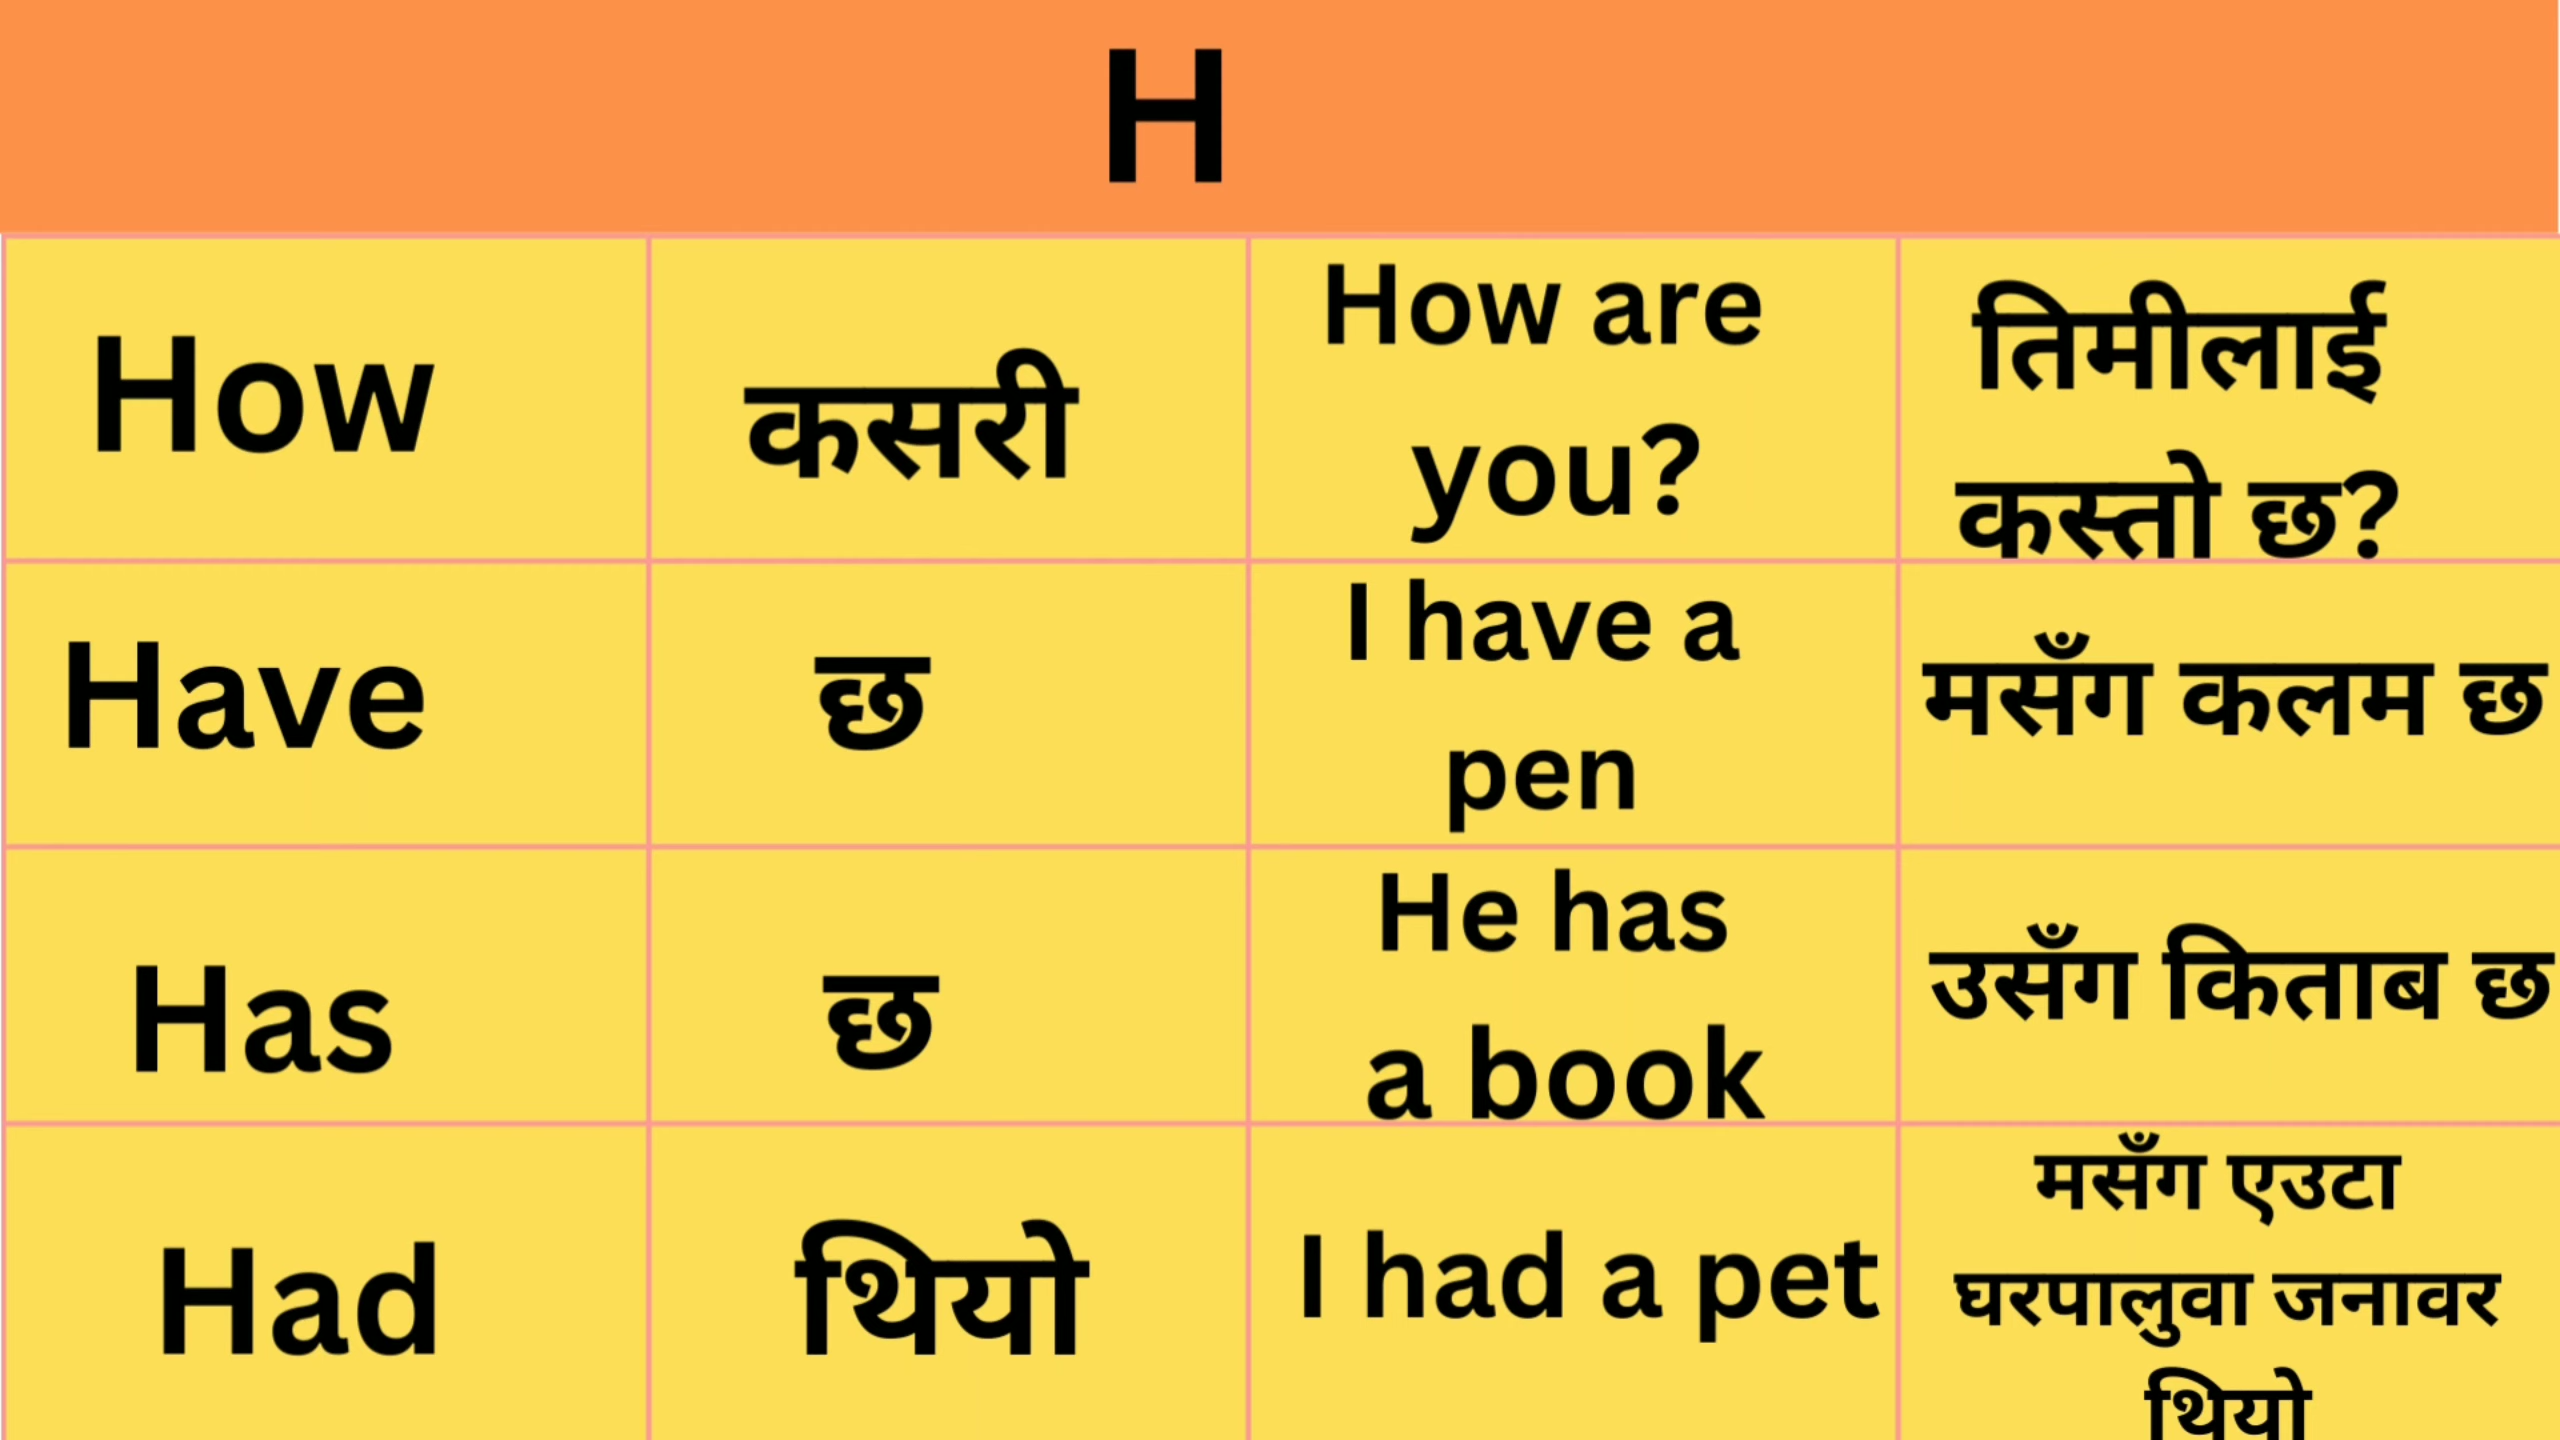 H
How
कसरी
How are
you?
तिमीलाई
कस्तो छ?
Have
छ
I have a
pen
मसँग कलम छ
Has
छ
He has
a book
उसँग किताब छ
Had
थियो
I had a pet
मसँग एउटा
घरपालुवा जनावर
थियो